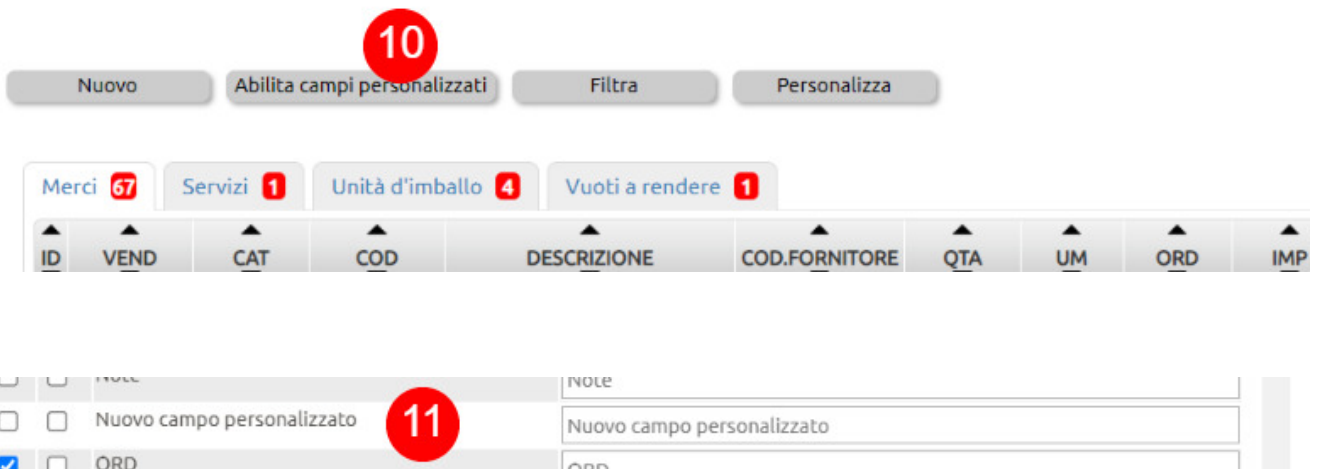 10
Nuovo Abilita campi personalizzati Filtra Personalizza
Merci 67 Servizi 1 Unità d'imballo 4 Vuoti a rendere 1
ID VEND CAT COD DESCRIZIONE COD.FORNITORE QTA UM ORD IMP
Note Note
Nuovo campo personalizzato 11 Nuovo campo personalizzato
ORD ORD